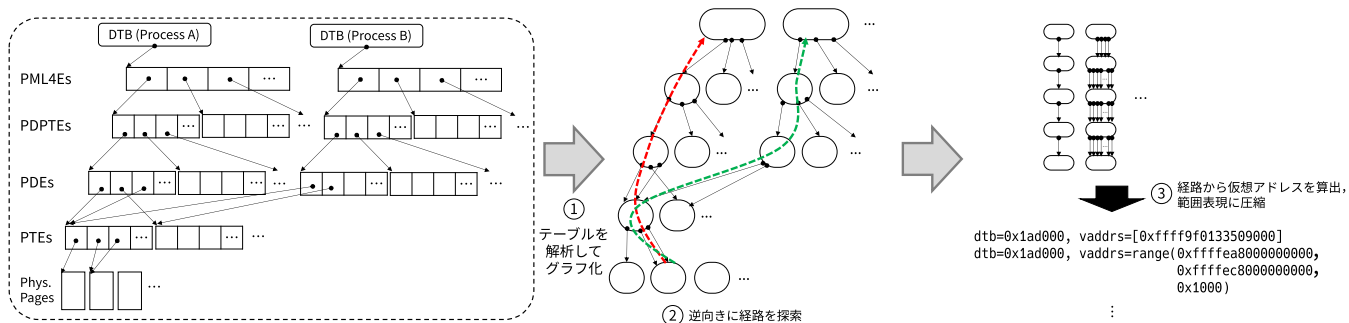 DTB (Process A)
DTB (Process B)
PML4Es
...
...
PDPTEs
...
...
...
...
PDEs
...
...
...
...
PTEs
...
...
Phys.
Pages
...
① 
テーブルを
解析して
グラフ化
...
...
...
...
...
...
...
② 逆向きに経路を探索
...
③ 経路から仮想アドレスを算出,
範囲表現に圧縮
dtb=0x1ad000, vaddrs=[0xffff9f0133509000]
dtb=0x1ad000, vaddrs=range(0xffffea8000000000,
0xffffec8000000000,
0x1000)
⋮